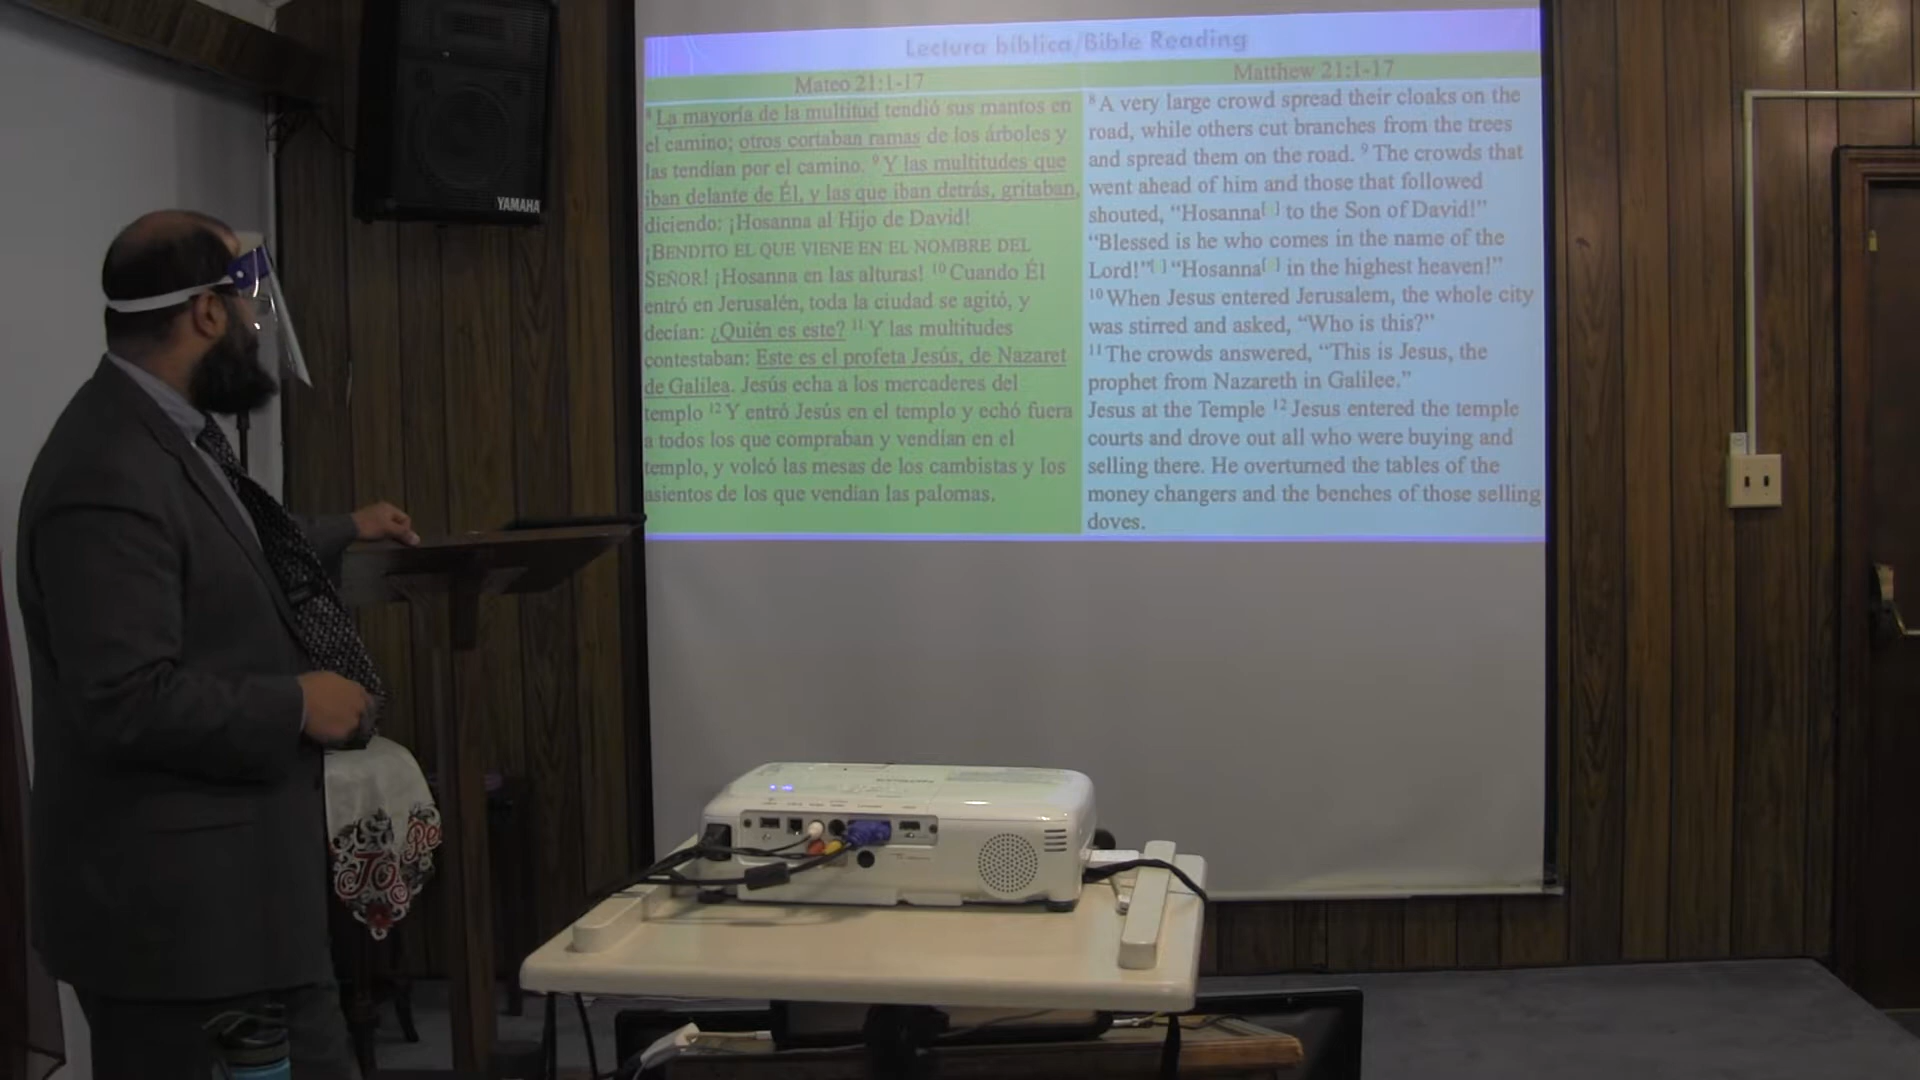 Lectura bíblica/Bible Reading
Mateo 21:1-17
⁸ La mayoría de la multitud tendió sus mantos en
el camino; otros cortaban ramas de los árboles y
las tendían por el camino. ⁹ Y las multitudes que
iban delante de Él, y las que iban detrás, gritaban,
diciendo: ¡Hosanna al Hijo de David!
¡BENDITO EL QUE VIENE EN EL NOMBRE DEL
SEÑOR! ¡Hosanna en las alturas! ¹⁰ Cuando Él
entró en Jerusalén, toda la ciudad se agitó, y
decían: ¿Quién es este? ¹¹ Y las multitudes
contestaban: Este es el profeta Jesús, de Nazaret
de Galilea. Jesús echa a los mercaderes del
templo ¹² Y entró Jesús en el templo y echó fuera
a todos los que compraban y vendían en el
templo, y volcó las mesas de los cambistas y los
asientos de los que vendían las palomas.
Matthew 21:1-17
⁸ A very large crowd spread their cloaks on the
road, while others cut branches from the trees
and spread them on the road. ⁹ The crowds that
went ahead of him and those that followed
shouted, “Hosanna[ ] to the Son of David!”
“Blessed is he who comes in the name of the
Lord!”[ ] “Hosanna[ ] in the highest heaven!”
¹⁰ When Jesus entered Jerusalem, the whole city
was stirred and asked, “Who is this?”
¹¹ The crowds answered, “This is Jesus, the
prophet from Nazareth in Galilee.”
Jesus at the Temple ¹² Jesus entered the temple
courts and drove out all who were buying and
selling there. He overturned the tables of the
money changers and the benches of those selling
doves.
YAMAHA